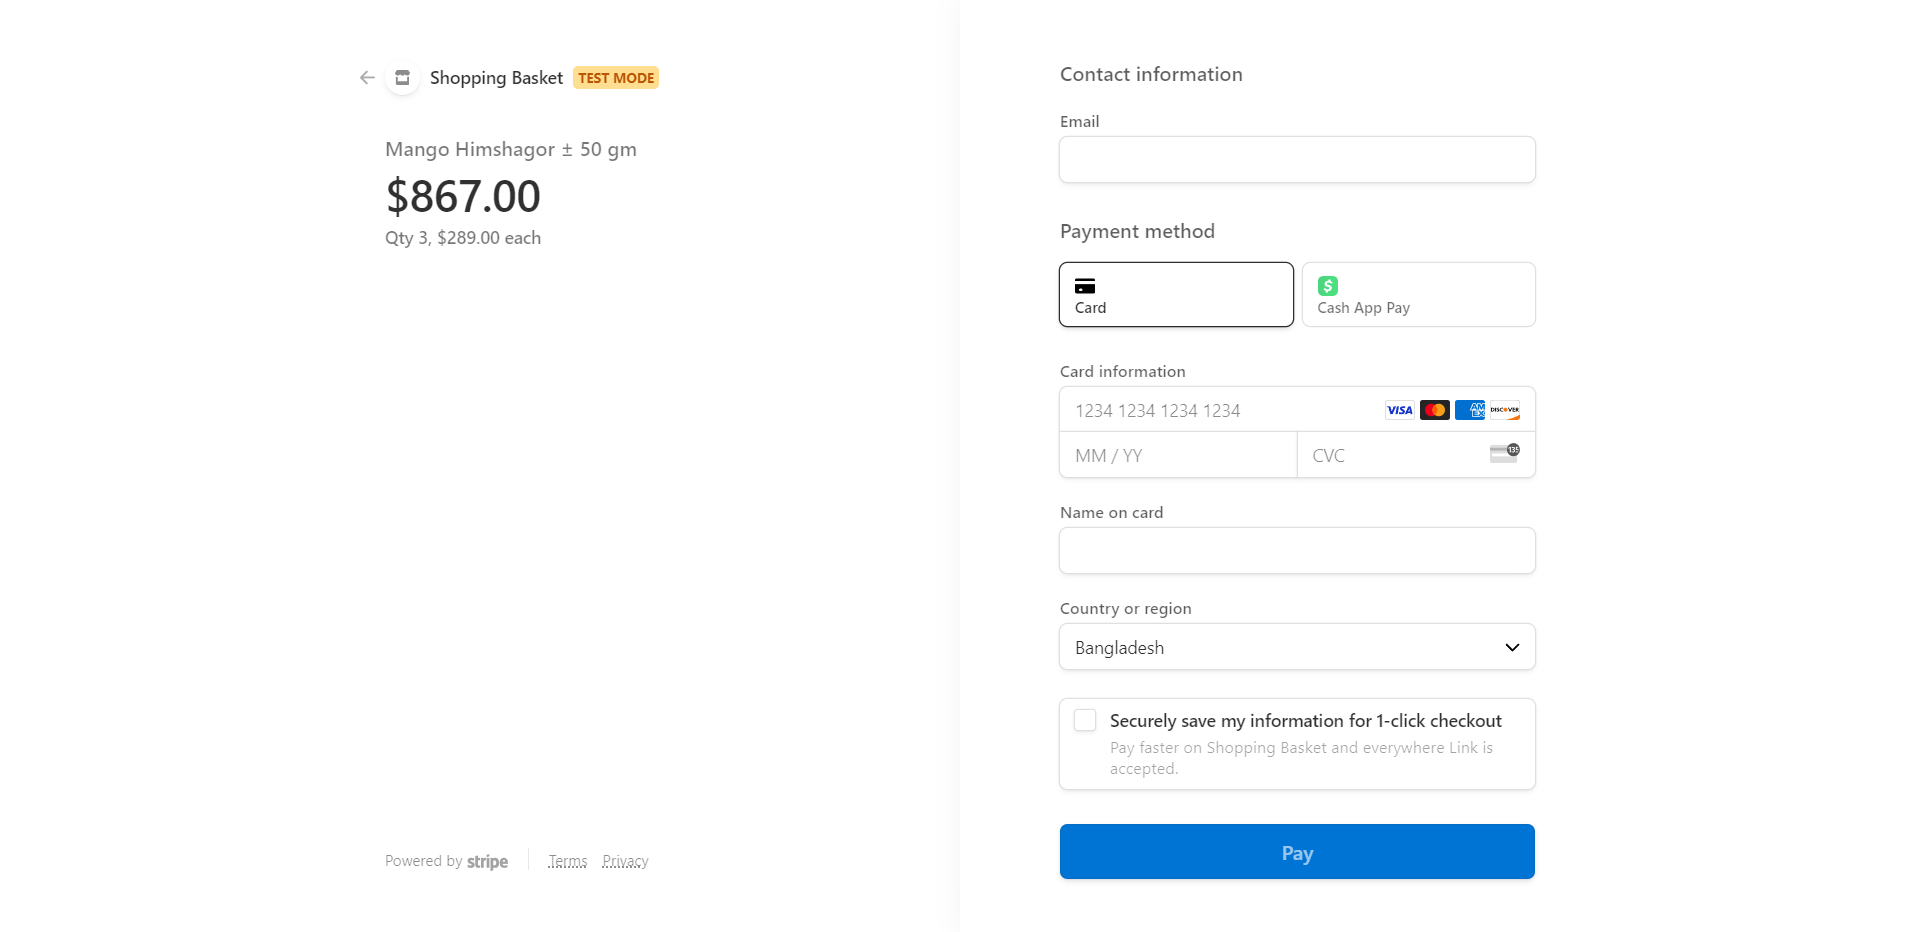 Shopping Basket TEST MODE
Mango Himshagor ± 50 gm
$867.00
Qty 3, $289.00 each
Powered by stripe
Terms Privacy
Contact information
Email
Payment method
Card
$
Cash App Pay
Card information
1234 1234 1234 1234
VISA
AMEX
DISCOVER
MM / YY
CVC
135
Name on card
Country or region
Bangladesh
Securely save my information for 1-click checkout
Pay faster on Shopping Basket and everywhere Link is
accepted.
Pay